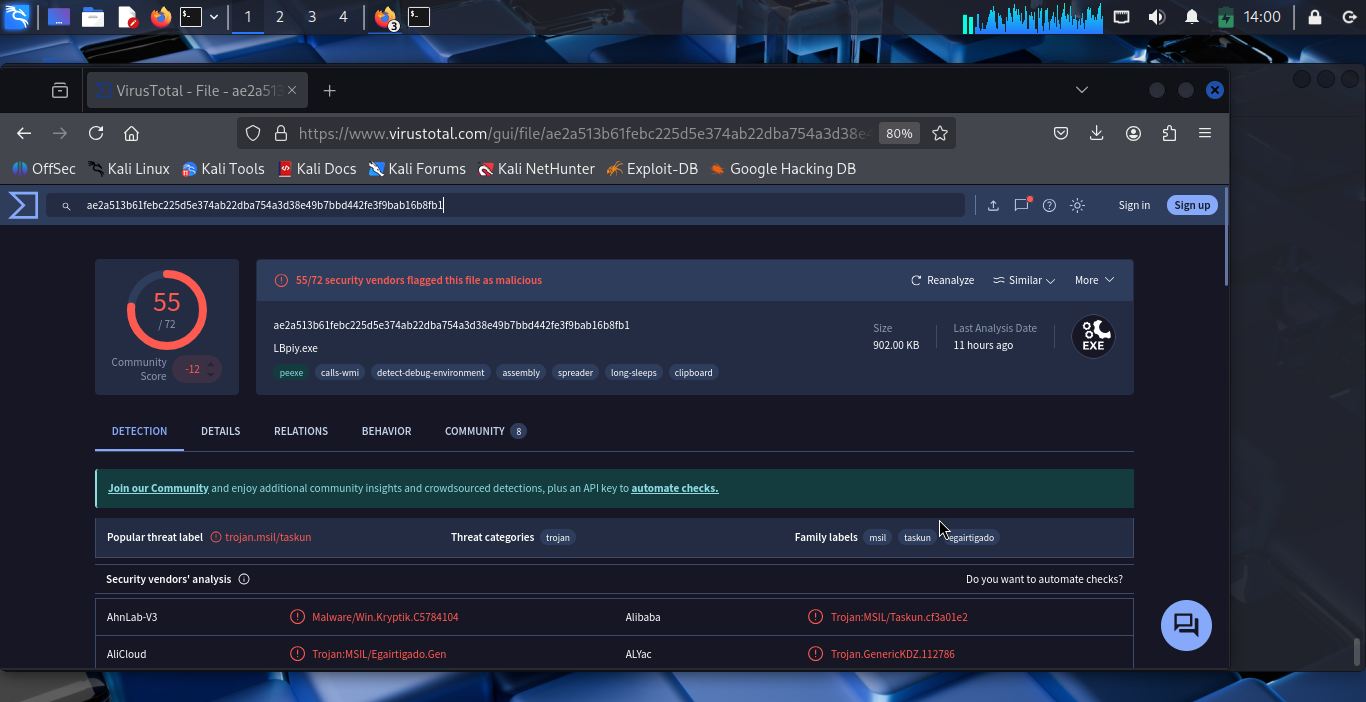 1 2 3 4 3 14:00
VirusTotal - File - ae2a513
https://www.virustotal.com/gui/file/ae2a513b61febc225d5e374ab22dba754a3d38e4 80%
OffSec Kali Linux Kali Tools Kali Docs Kali Forums Kali NetHunter Exploit-DB Google Hacking DB
ae2a513b61febc225d5e374ab22dba754a3d38e49b7bbd442fe3f9bab16b8fb1 Sign in Sign up
55
/ 72
Community
Score -12
55/72 security vendors flagged this file as malicious Reanalyze Similar More
ae2a513b61febc225d5e374ab22dba754a3d38e49b7bbd442fe3f9bab16b8fb1
LBpiy.exe
Size
902.00 KB
Last Analysis Date
11 hours ago
EXE
peexe calls-wmi detect-debug-environment assembly spreader long-sleeps clipboard
DETECTION DETAILS RELATIONS BEHAVIOR COMMUNITY 8
Join our Community and enjoy additional community insights and crowdsourced detections, plus an API key to automate checks.
Popular threat label trojan.msil/taskun Threat categories trojan Family labels msil taskun egairtigado
Security vendors' analysis Do you want to automate checks?
AhnLab-V3 Malware/Win.Kryptik.C5784104 Alibaba Trojan:MSIL/Taskun.cf3a01e2
AliCloud Trojan:MSIL/Egairtigado.Gen ALYac Trojan.GenericKDZ.112786